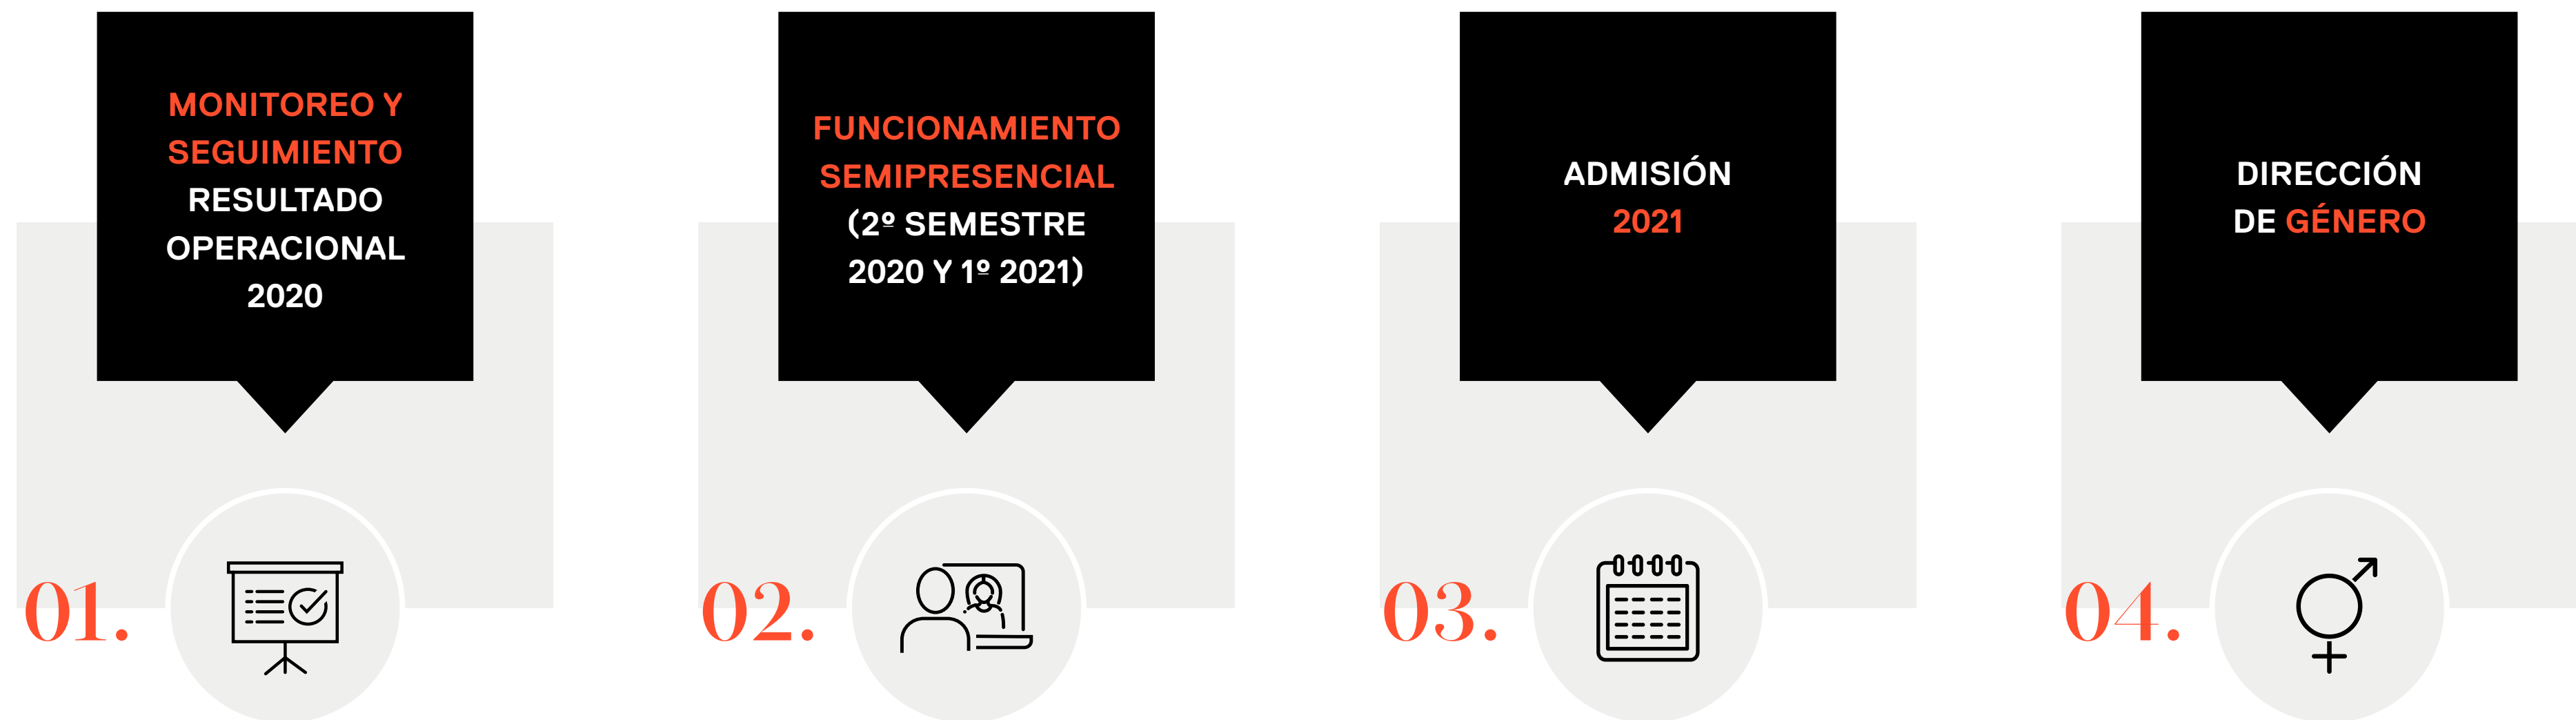 MONITOREO Y
SEGUIMIENTO
RESULTADO
OPERACIONAL
2020
01.
FUNCIONAMIENTO
SEMIPRESENCIAL
(2º SEMESTRE
2020 Y 1º 2021)
02.
ADMISIÓN
2021
03.
DIRECCIÓN
DE GÉNERO
04.